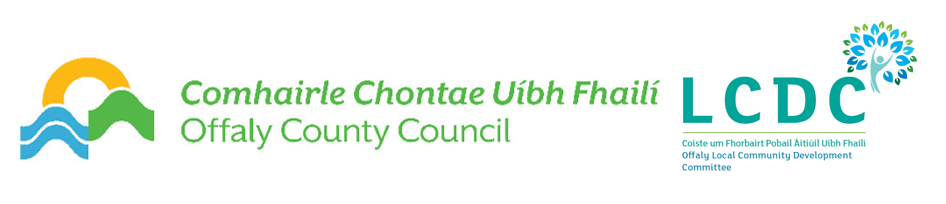 Comhairle Chontae Uíbh Fhailí
Offaly County Council
LCDC
Coiste um Fhorbairt Pobail Áitiúil Uíbh Fhailí
Offaly Local Community Development
Committee